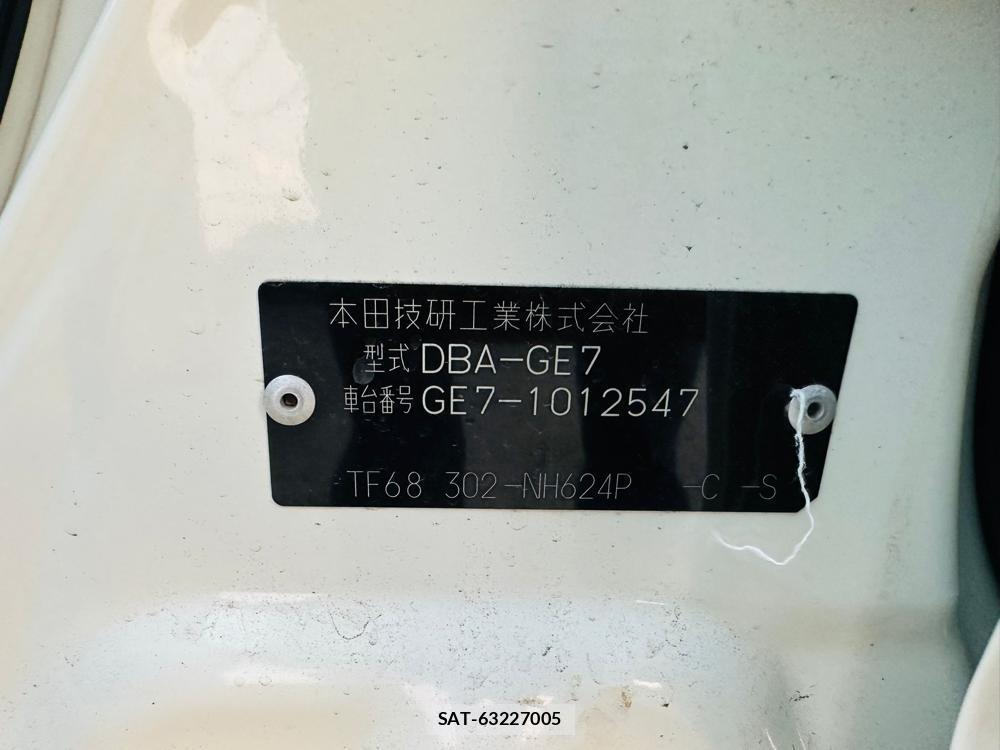 本田技研工業株式会社
型式 DBA-GE7
車台番号 GE7-1012547
TF68 302-NH624P -C -S
SAT-63227005